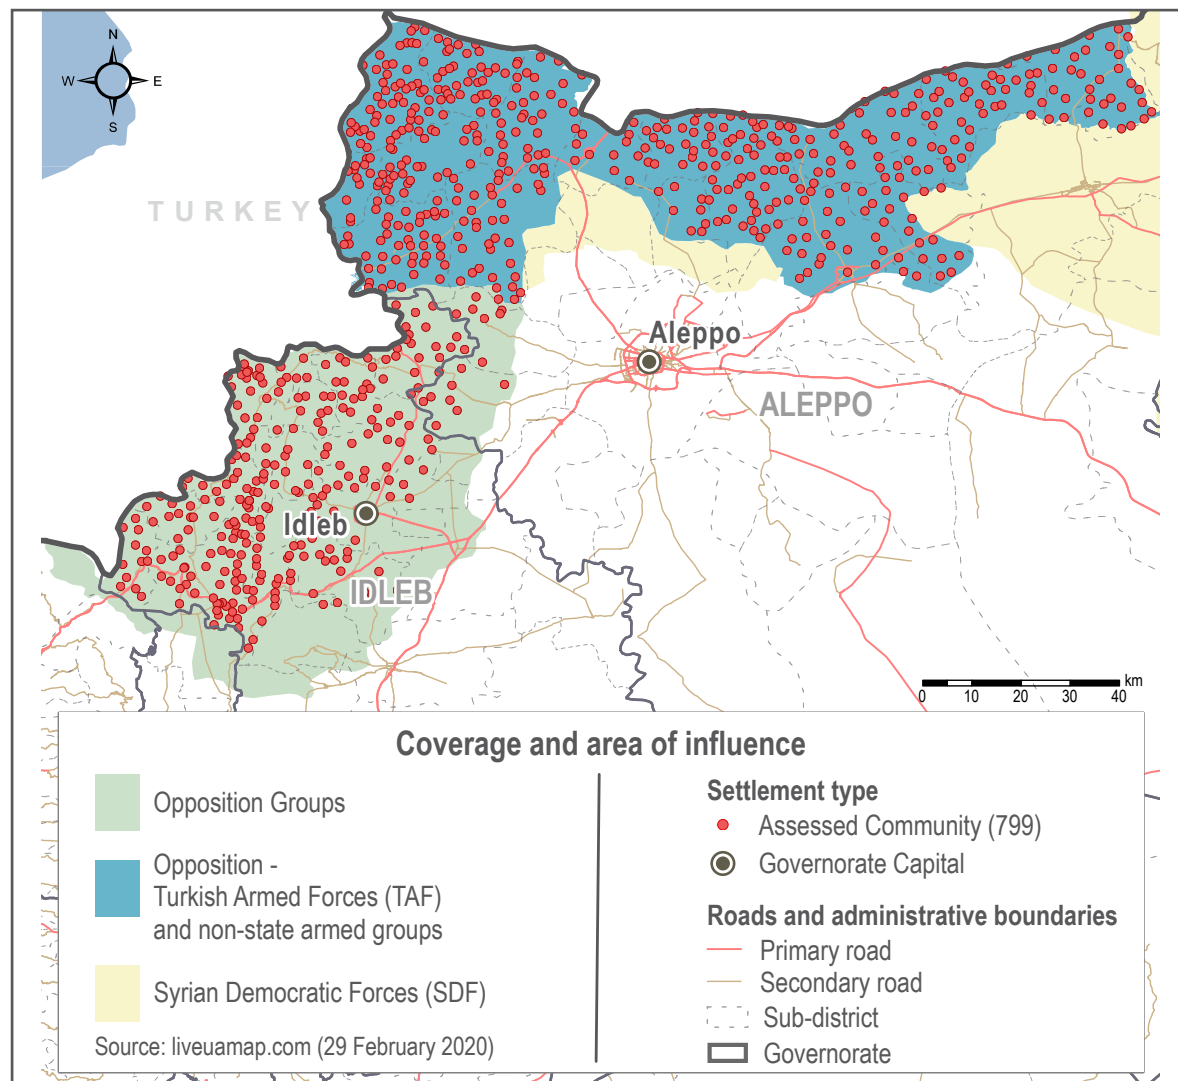 N
W
E
S
TURKEY
Aleppo
ALEPPO
Idleb
IDLEB
km
0 10 20 30 40
Coverage and area of influence
Opposition Groups
Opposition -
Turkish Armed Forces (TAF)
and non-state armed groups
Syrian Democratic Forces (SDF)
Source: liveuamap.com (29 February 2020)
Settlement type
Assessed Community (799)
Governorate Capital
Roads and administrative boundaries
Primary road
Secondary road
Sub-district
Governorate